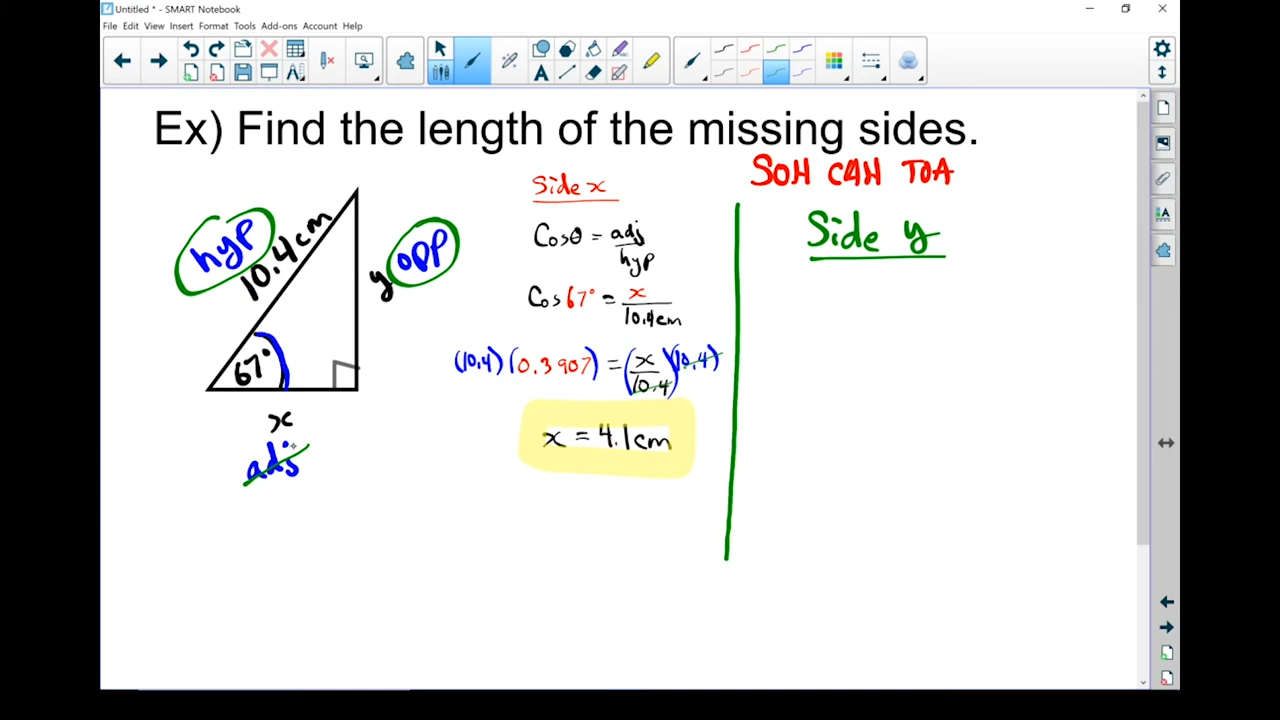 Untitled * - SMART Notebook
File Edit View Insert Format Tools Add-ons Account Help
Ex) Find the length of the missing sides.
SOH CAH TOA
hyp
10.4cm
y opp
67°
x
adj
Side x
Cosθ = adj
hyp
Cos 67° = x
10.4cm
(10.4)(0.3907) = (x)(10.4)
10.4
x = 4.1cm
Side y